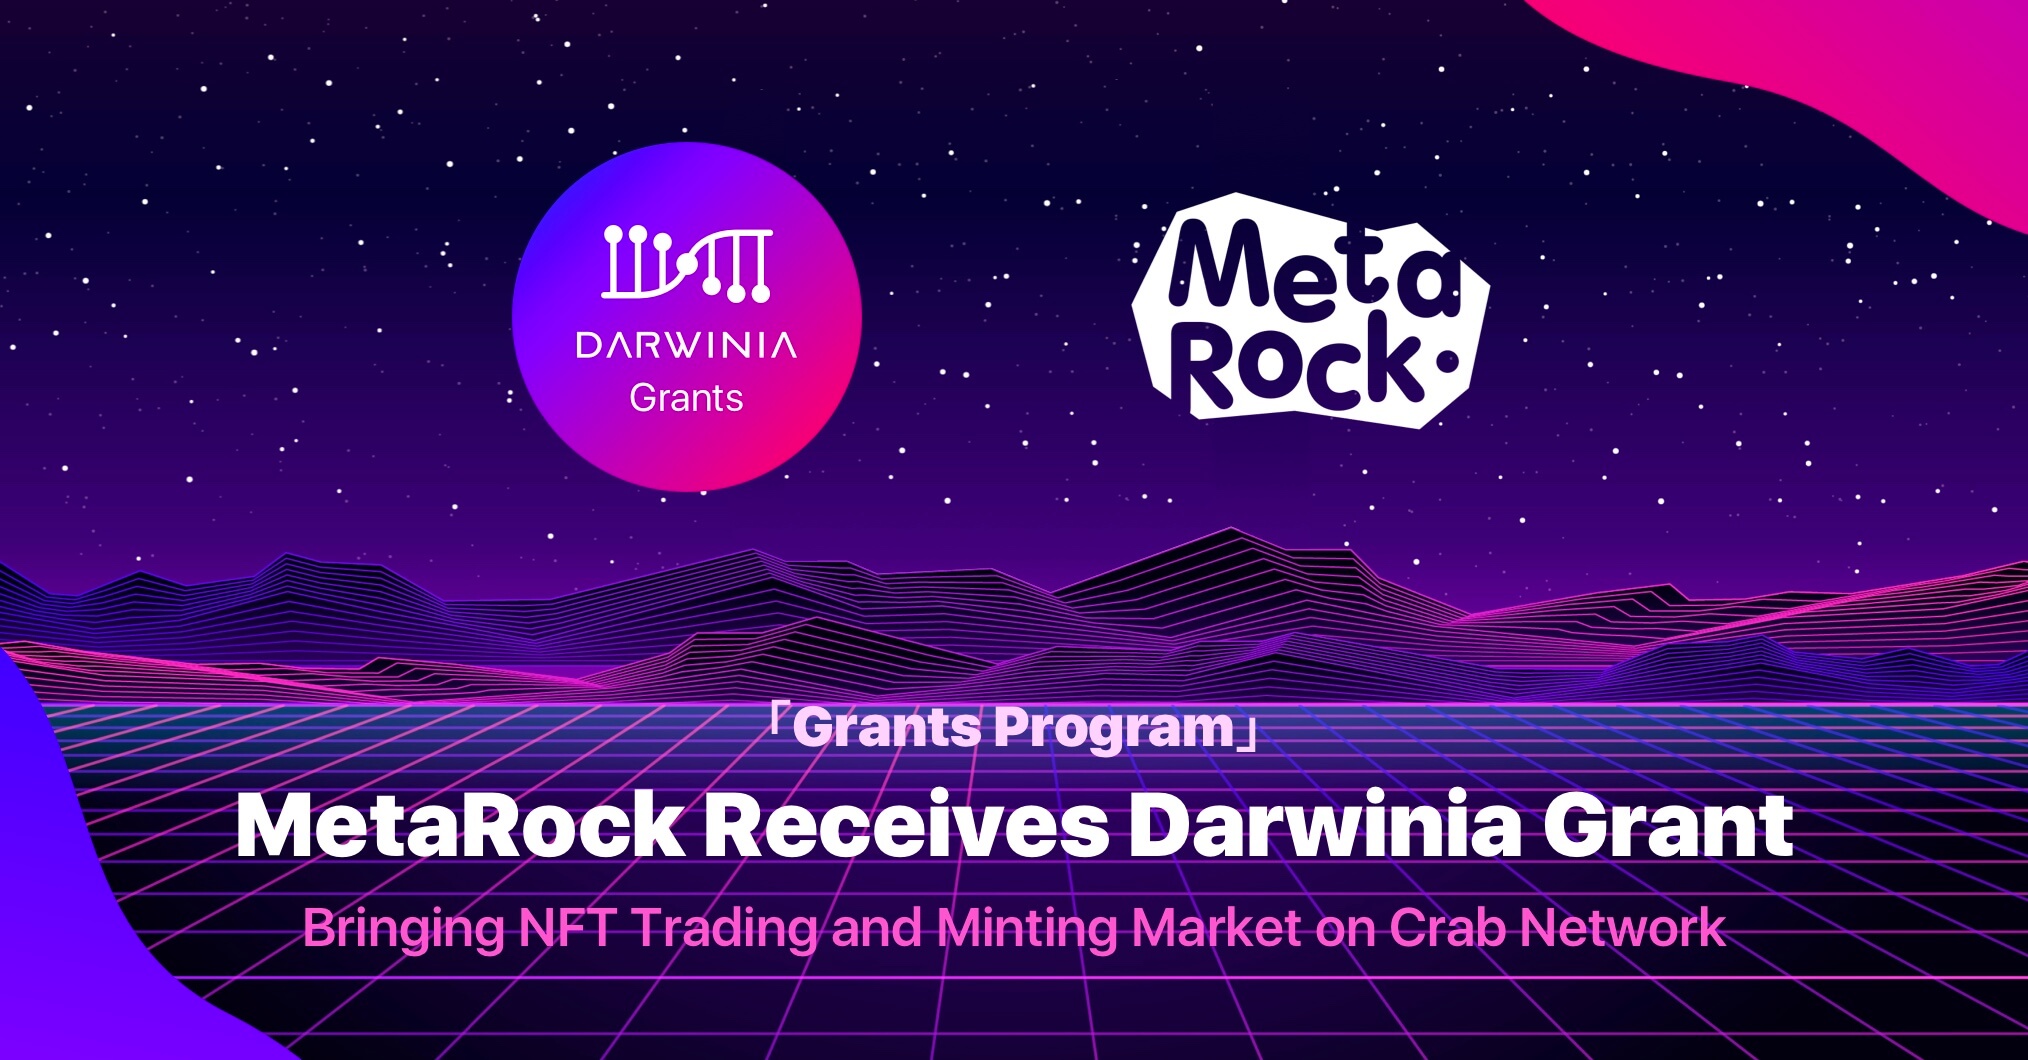 DARWINIA
Grants
Meta
Rock.
「Grants Program」
MetaRock Receives Darwinia Grant
Bringing NFT Trading and Minting Market on Crab Network